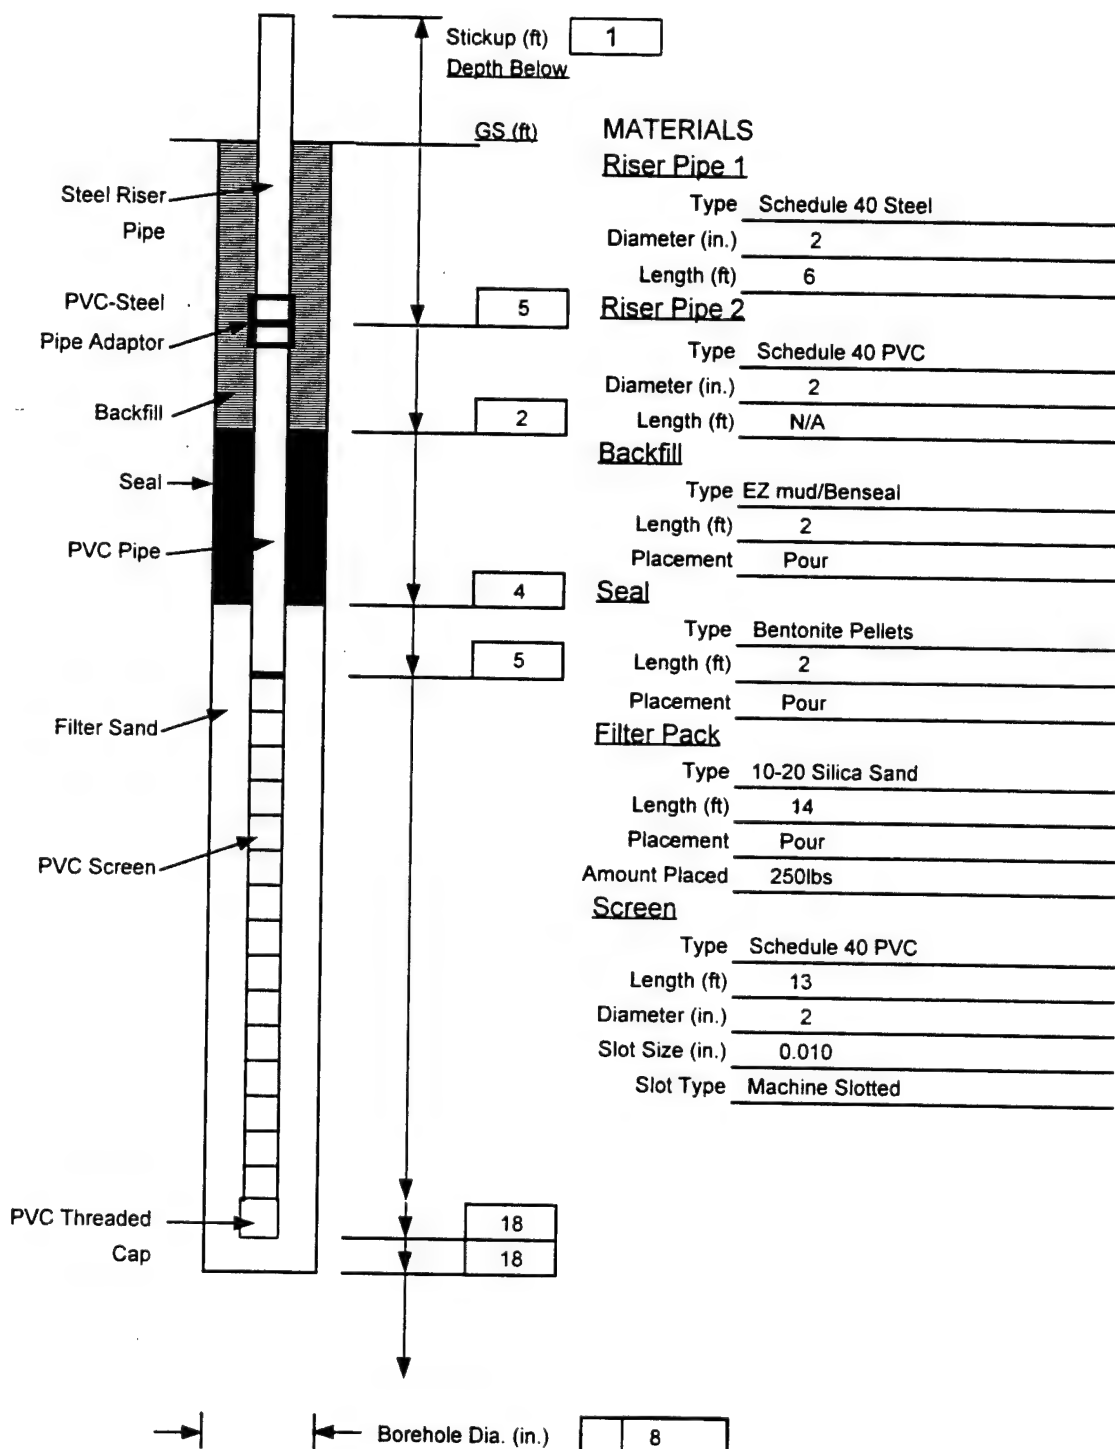 Stickup (ft) 1
Depth Below
GS (ft)
Steel Riser
Pipe
PVC-Steel
Pipe Adaptor
5
Backfill
2
Seal
PVC Pipe
4
5
Filter Sand
PVC Screen
PVC Threaded
Cap
18
18
Borehole Dia. (in.) 8
MATERIALS
Riser Pipe 1
Type Schedule 40 Steel
Diameter (in.) 2
Length (ft) 6
Riser Pipe 2
Type Schedule 40 PVC
Diameter (in.) 2
Length (ft) N/A
Backfill
Type EZ mud/Benseal
Length (ft) 2
Placement Pour
Seal
Type Bentonite Pellets
Length (ft) 2
Placement Pour
Filter Pack
Type 10-20 Silica Sand
Length (ft) 14
Placement Pour
Amount Placed 250lbs
Screen
Type Schedule 40 PVC
Length (ft) 13
Diameter (in.) 2
Slot Size (in.) 0.010
Slot Type Machine Slotted